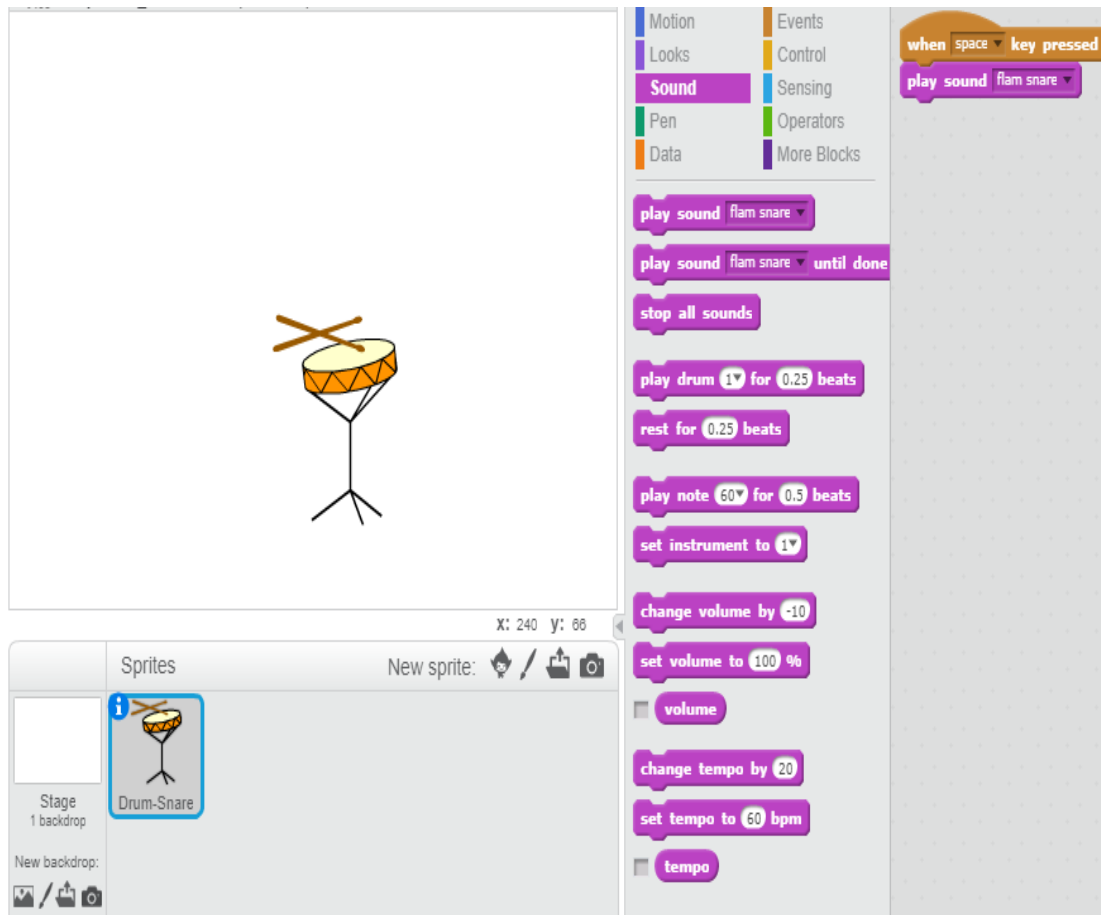 Motion
Events
Looks
Control
Sound
Sensing
Pen
Operators
Data
More Blocks
play sound flam snare
play sound flam snare until done
stop all sounds
play drum 1 for 0.25 beats
rest for 0.25 beats
play note 60 for 0.5 beats
set instrument to 1
change volume by -10
set volume to 100 %
volume
change tempo by 20
set tempo to 60 bpm
tempo
when space key pressed
play sound flam snare
X: 240 y: 66
Sprites
New sprite:
i
Drum-Snare
Stage
1 backdrop
New backdrop: